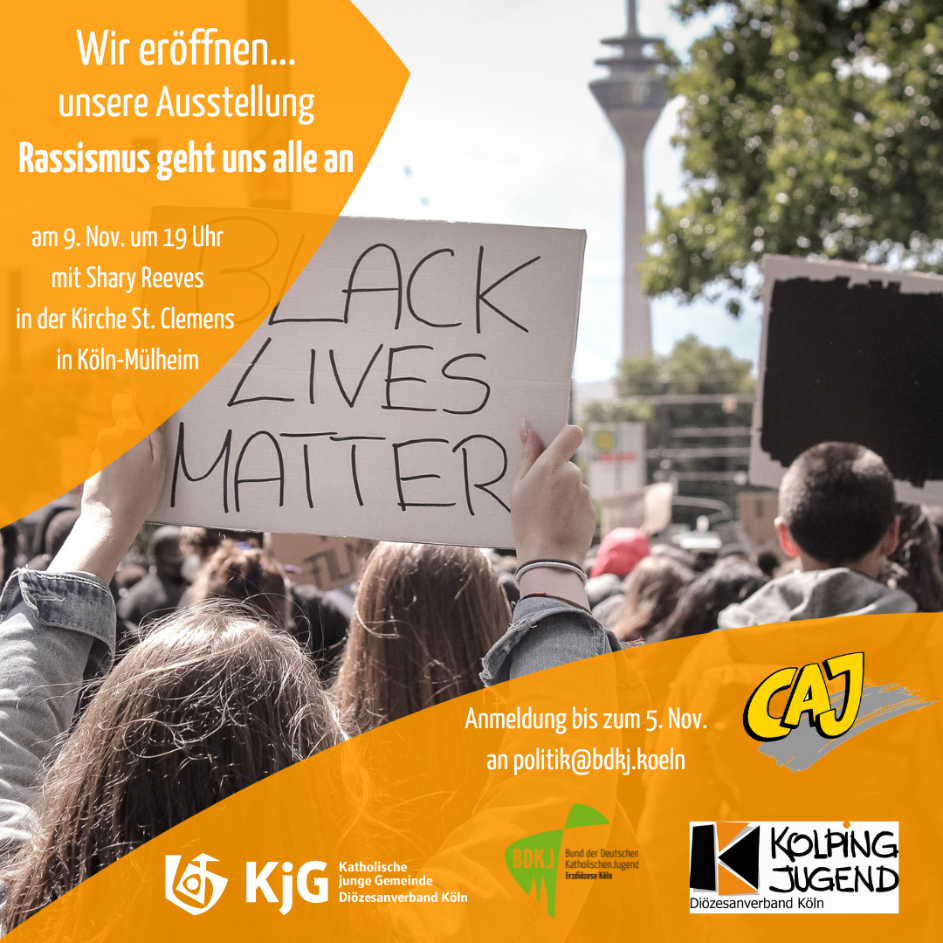 Wir eröffnen...
unsere Ausstellung
Rassismus geht uns alle an
am 9. Nov. um 19 Uhr
mit Shary Reeves
in der Kirche St. Clemens
in Köln-Mülheim
BLACK
LIVES
MATTER
Anmeldung bis zum 5. Nov.
an politik@bdkj.koeln
CAJ
KjG
Katholische
junge Gemeinde
Diözesanverband Köln
BDKJ
Bund der Deutschen
Katholischen Jugend
Erzdiözese Köln
KOLPING
JUGEND
Diözesanverband Köln